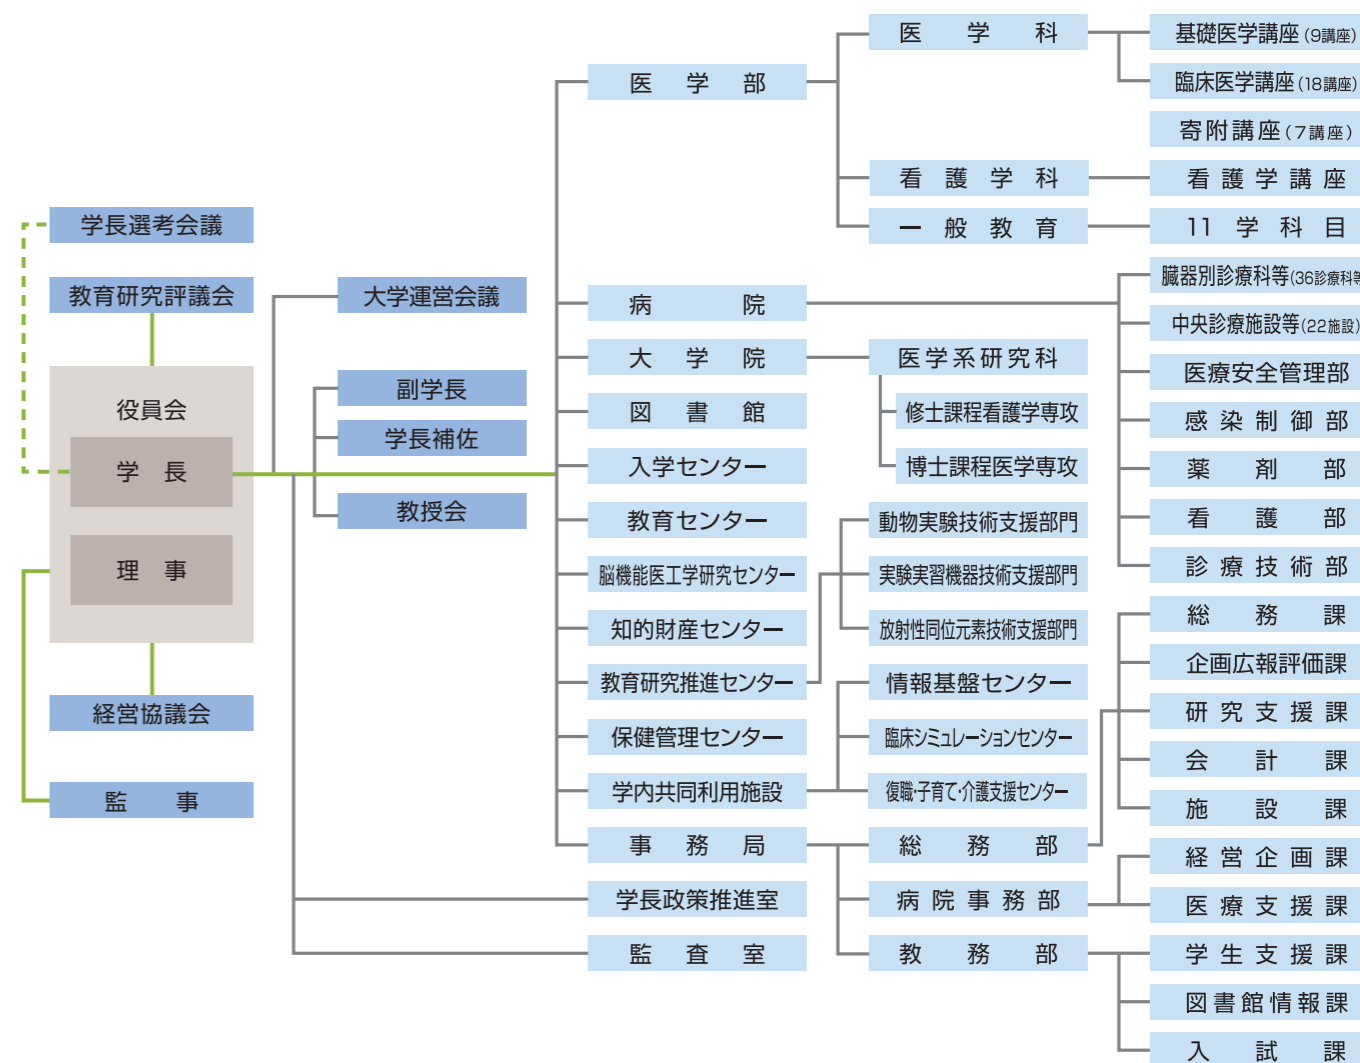 学長選考会議
教育研究評議会
役員会
学長
理事
経営協議会
監事
大学運営会議
副学長
学長補佐
教授会
医学部
病院
大学院
図書館
入学センター
教育センター
脳機能医工学研究センター
知的財産センター
教育研究推進センター
保健管理センター
学内共同利用施設
事務局
学長政策推進室
監査室
医学科
看護学科
一般教育
医学系研究科
修士課程看護学専攻
博士課程医学専攻
動物実験技術支援部門
実験実習機器技術支援部門
放射性同位元素技術支援部門
情報基盤センター
臨床シミュレーションセンター
復職・子育て・介護支援センター
総務部
病院事務部
教務部
基礎医学講座(9講座)
臨床医学講座(18講座)
寄附講座(7講座)
看護学講座
11学科目
臓器別診療科等(36診療科等
中央診療施設等(22施設)
医療安全管理部
感染制御部
薬剤部
看護部
診療技術部
総務課
企画広報評価課
研究支援課
会計課
施設課
経営企画課
医療支援課
学生支援課
図書館情報課
入試課